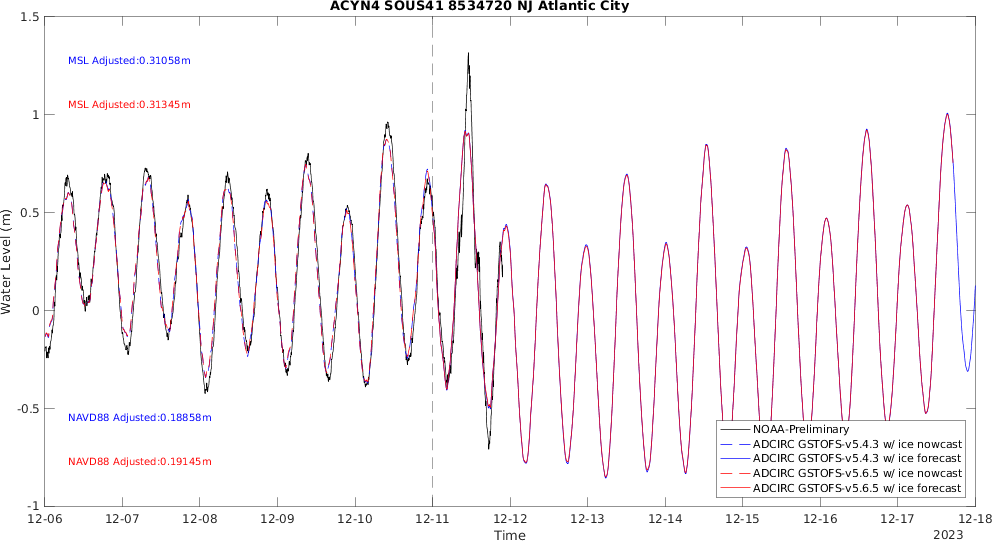 ACYN4 SOUS41 8534720 NJ Atlantic City
1.5
MSL Adjusted:0.31058m
MSL Adjusted:0.31345m
1
0.5
Water Level (m)
0
-0.5
NAVD88 Adjusted:0.18858m
NAVD88 Adjusted:0.19145m
NOAA-Preliminary
ADCIRC GSTOFS-v5.4.3 w/ ice nowcast
ADCIRC GSTOFS-v5.4.3 w/ ice forecast
ADCIRC GSTOFS-v5.6.5 w/ ice nowcast
ADCIRC GSTOFS-v5.6.5 w/ ice forecast
-1
12-06 12-07 12-08 12-09 12-10 12-11 12-12 12-13 12-14 12-15 12-16 12-17 12-18
Time
2023